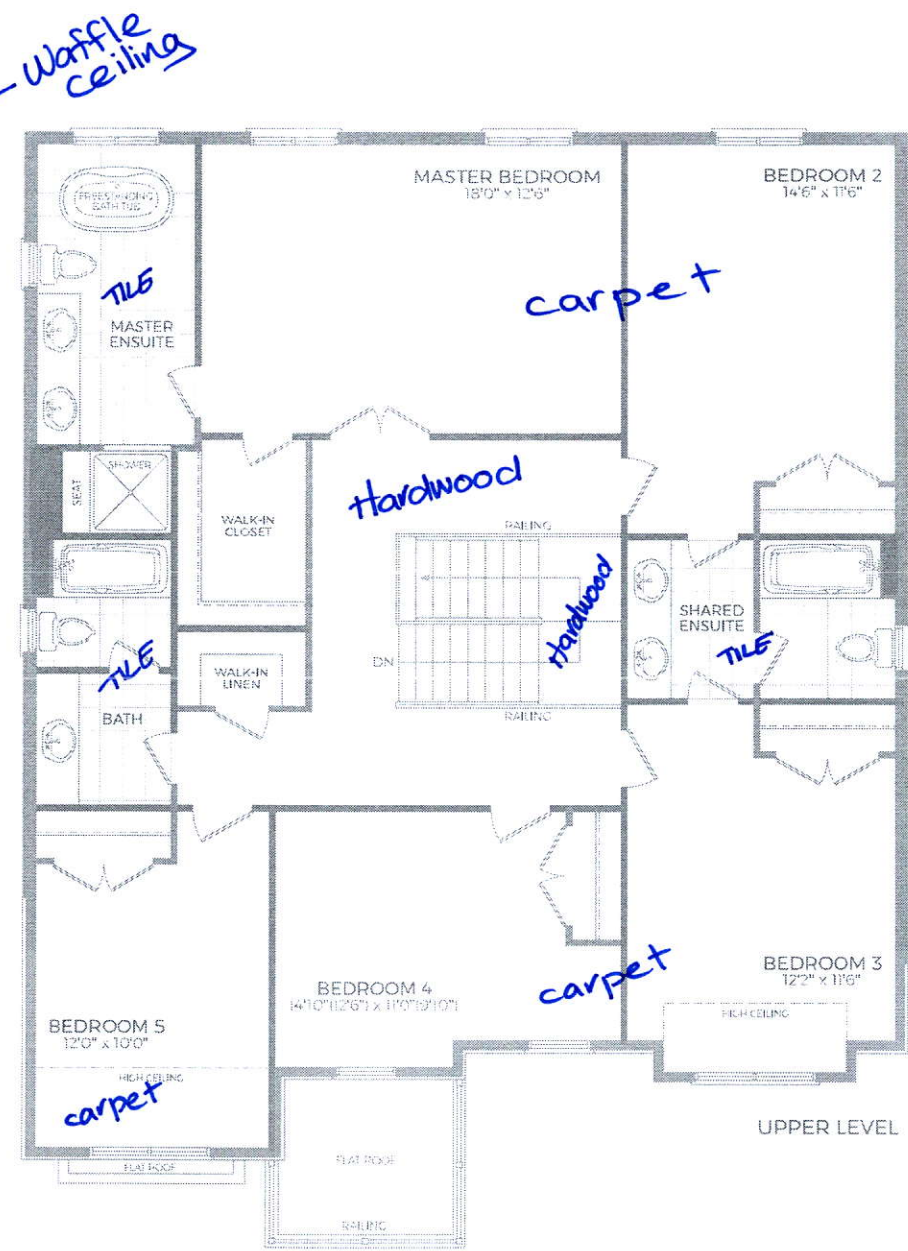 - Waffle
ceiling
MASTER BEDROOM
18'0" x 12'6"
BEDROOM 2
14'6" x 11'6"
FREESTANDING
BATH TUB
TILE
MASTER
ENSUITE
carpet
SEAT
SHOWER
WALK-IN
CLOSET
Hardwood
RAILING
Hardwood
DN
RAILING
SHARED
ENSUITE
TILE
TILE
WALK-IN
LINEN
BATH
BEDROOM 5
12'0" x 10'0"
HIGH CEILING
carpet
BEDROOM 4
carpet
BEDROOM 3
12'2" x 11'6"
HIGH CEILING
UPPER LEVEL
FLAT ROOF
FLAT ROOF
RAILING